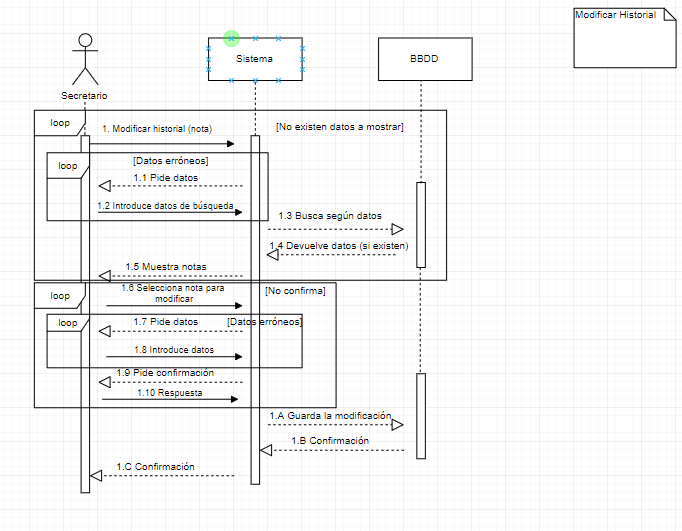 Modificar Historial
Sistema
BBDD
Secretario
loop
[No existen datos a mostrar]
1. Modificar historial (nota)
loop
[Datos erróneos]
1.1 Pide datos
1.2 Introduce datos de búsqueda
1.3 Busca según datos
1.4 Devuelve datos (si existen)
1.5 Muestra notas
loop
1.6 Selecciona nota para
modificar
[No confirma]
loop
1.7 Pide datos
[Datos erróneos]
1.8 Introduce datos
1.9 Pide confirmación
1.10 Respuesta
1.A Guarda la modificación
1.B Confirmación
1.C Confirmación